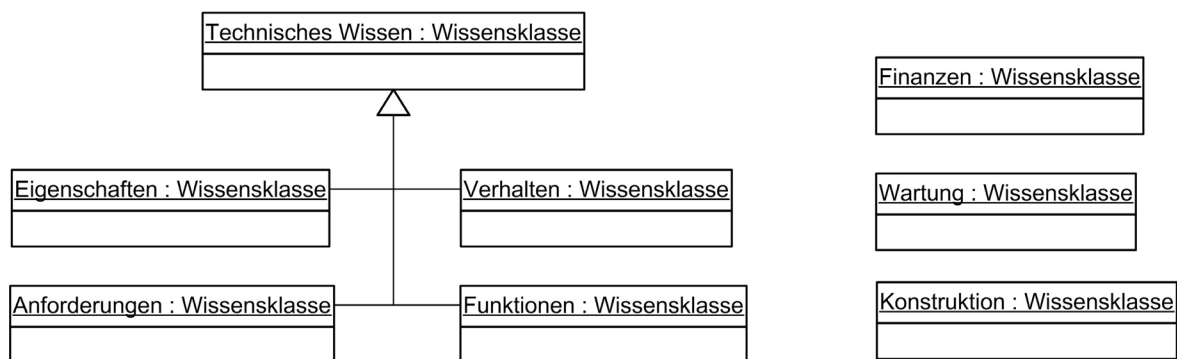 Technisches Wissen : Wissensklasse
Finanzen : Wissensklasse
Eigenschaften : Wissensklasse
Verhalten : Wissensklasse
Wartung : Wissensklasse
Anforderungen : Wissensklasse
Funktionen : Wissensklasse
Konstruktion : Wissensklasse